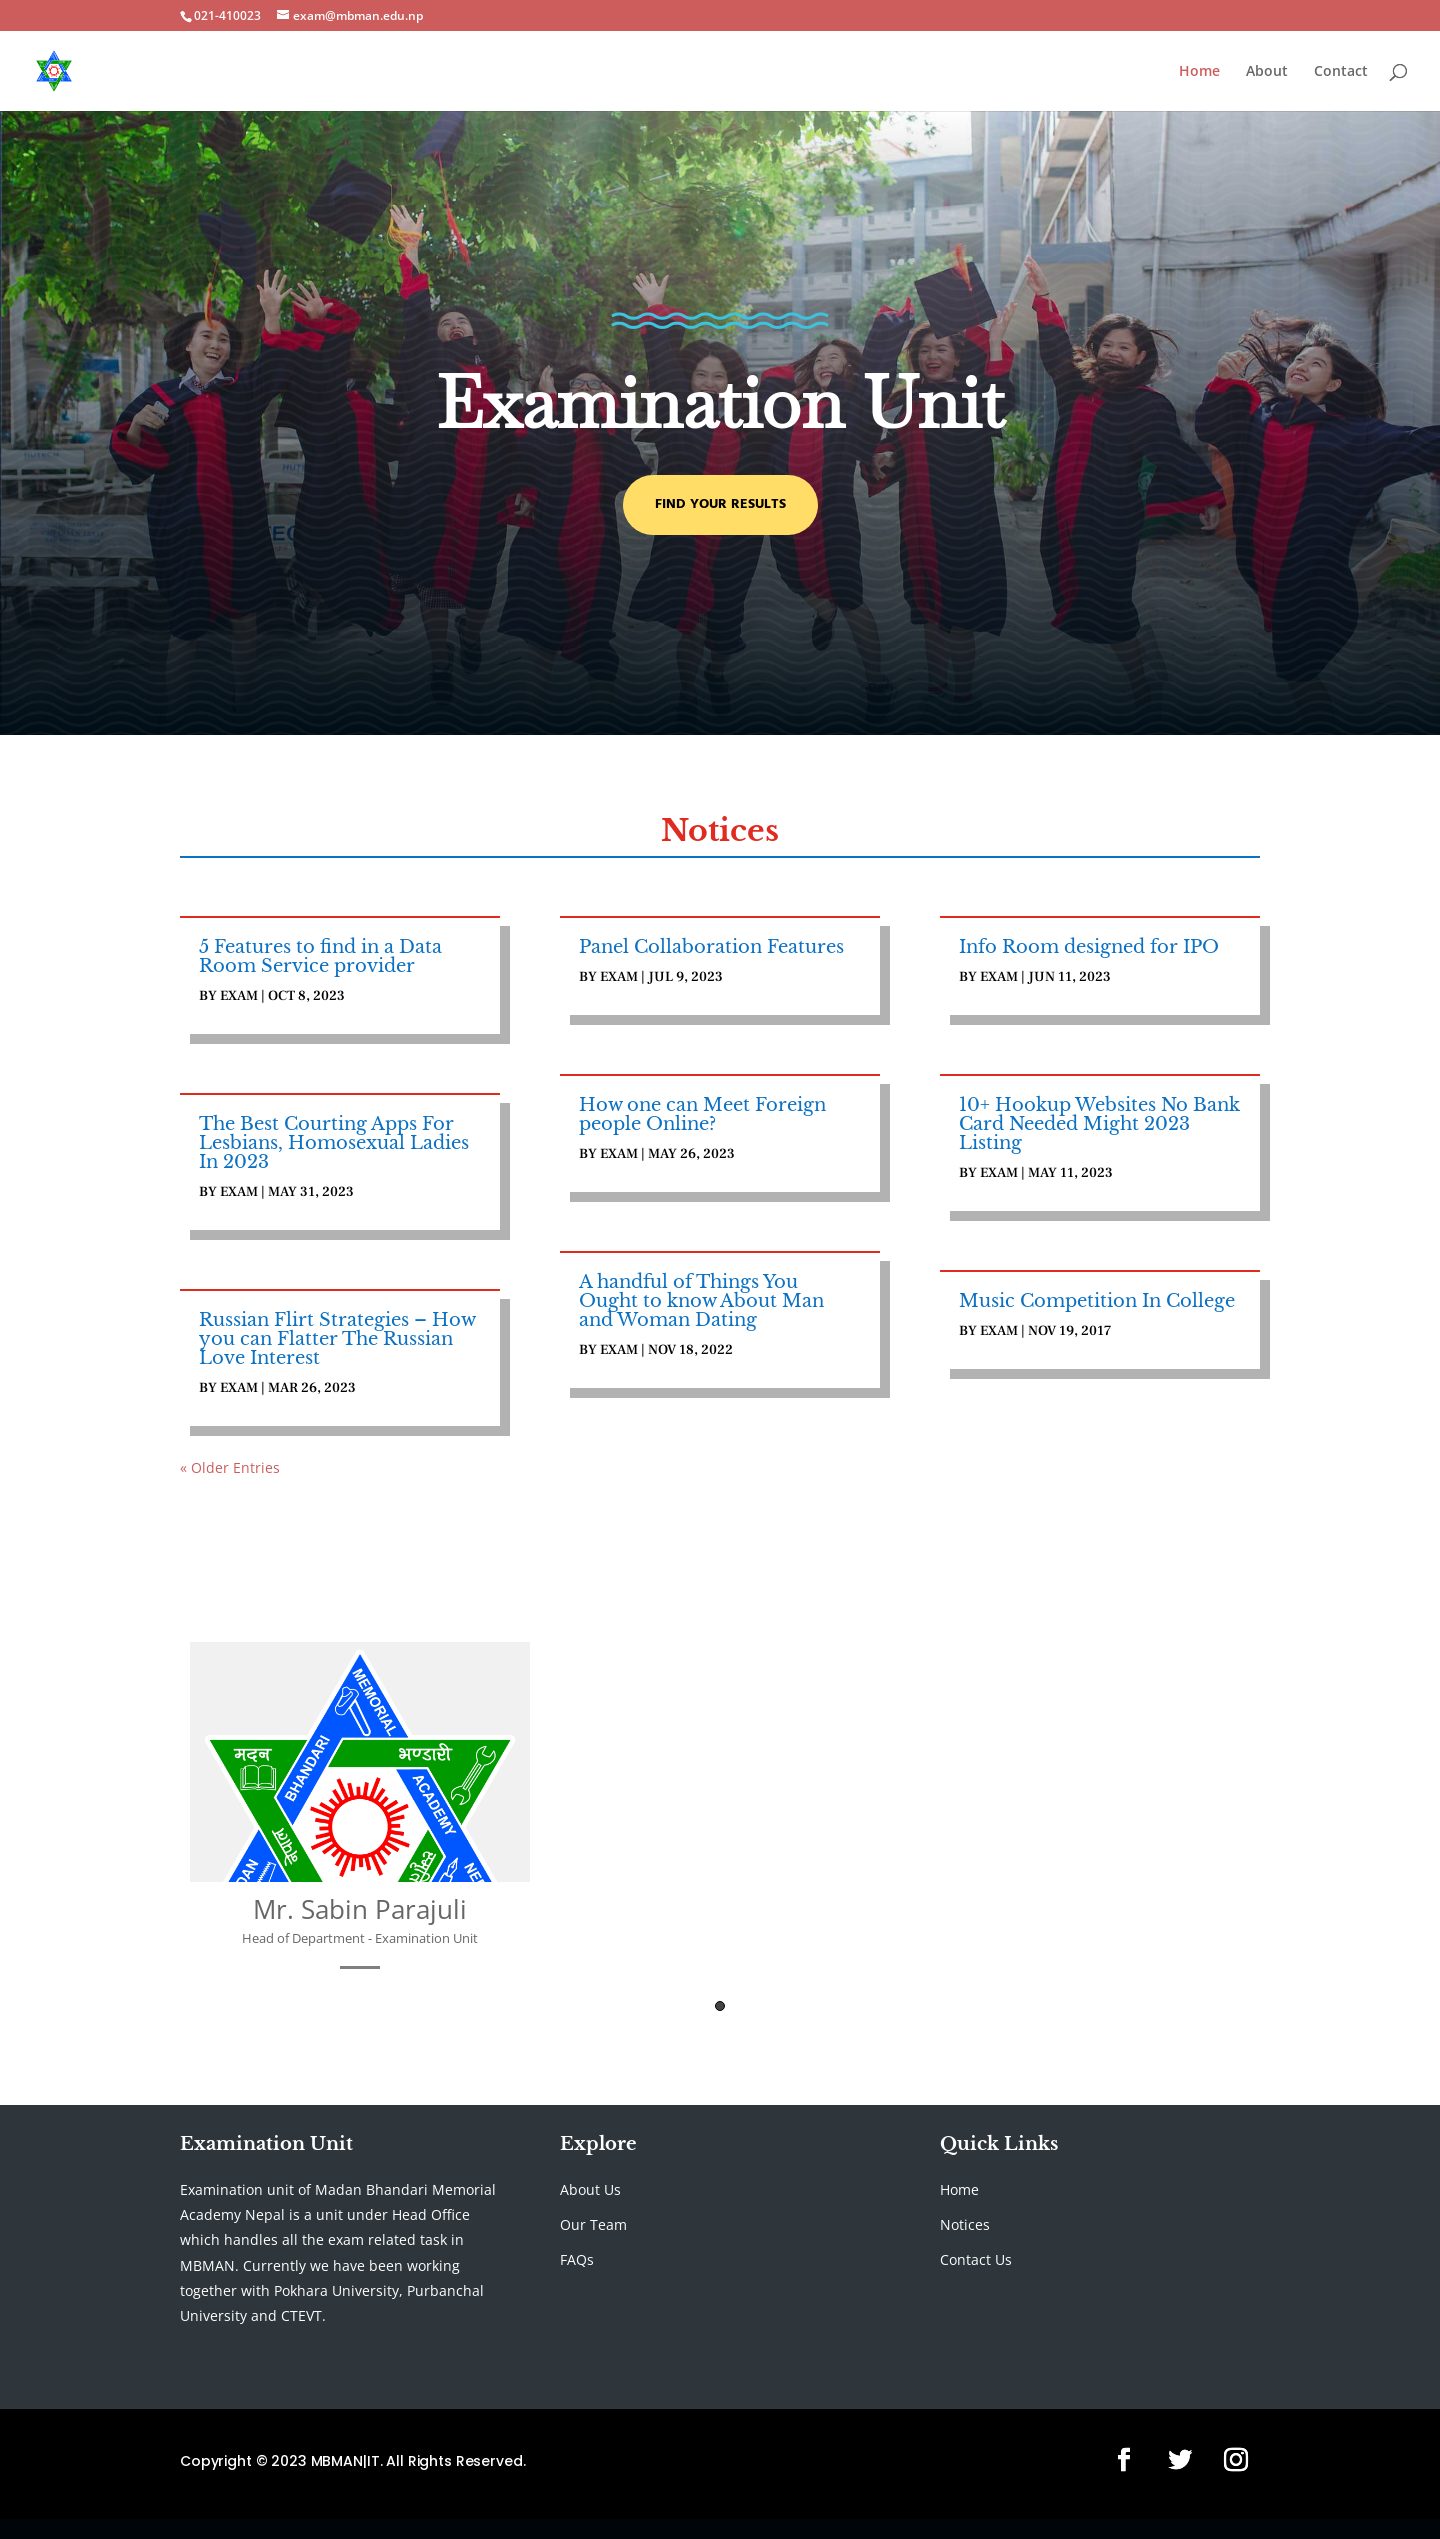 021-410023 exam@mbman.edu.np
Home About Contact
HUTECH
HUTECH
Examination Unit
FIND YOUR RESULTS
Notices
5 Features to find in a Data
Room Service provider
BY EXAM | OCT 8, 2023
Panel Collaboration Features
BY EXAM | JUL 9, 2023
Info Room designed for IPO
BY EXAM | JUN 11, 2023
The Best Courting Apps For
Lesbians, Homosexual Ladies
In 2023
BY EXAM | MAY 31, 2023
How one can Meet Foreign
people Online?
BY EXAM | MAY 26, 2023
10+ Hookup Websites No Bank
Card Needed Might 2023
Listing
BY EXAM | MAY 11, 2023
Russian Flirt Strategies – How
you can Flatter The Russian
Love Interest
BY EXAM | MAR 26, 2023
A handful of Things You
Ought to know About Man
and Woman Dating
BY EXAM | NOV 18, 2022
Music Competition In College
BY EXAM | NOV 19, 2017
« Older Entries
MEMORIAL
BHANDARI
मदन
भण्डारी
ACADEMY
Mr. Sabin Parajuli
Head of Department - Examination Unit
Examination Unit
Examination unit of Madan Bhandari Memorial
Academy Nepal is a unit under Head Office
which handles all the exam related task in
MBMAN. Currently we have been working
together with Pokhara University, Purbanchal
University and CTEVT.
Explore
About Us
Our Team
FAQs
Quick Links
Home
Notices
Contact Us
Copyright © 2023 MBMAN|IT. All Rights Reserved.